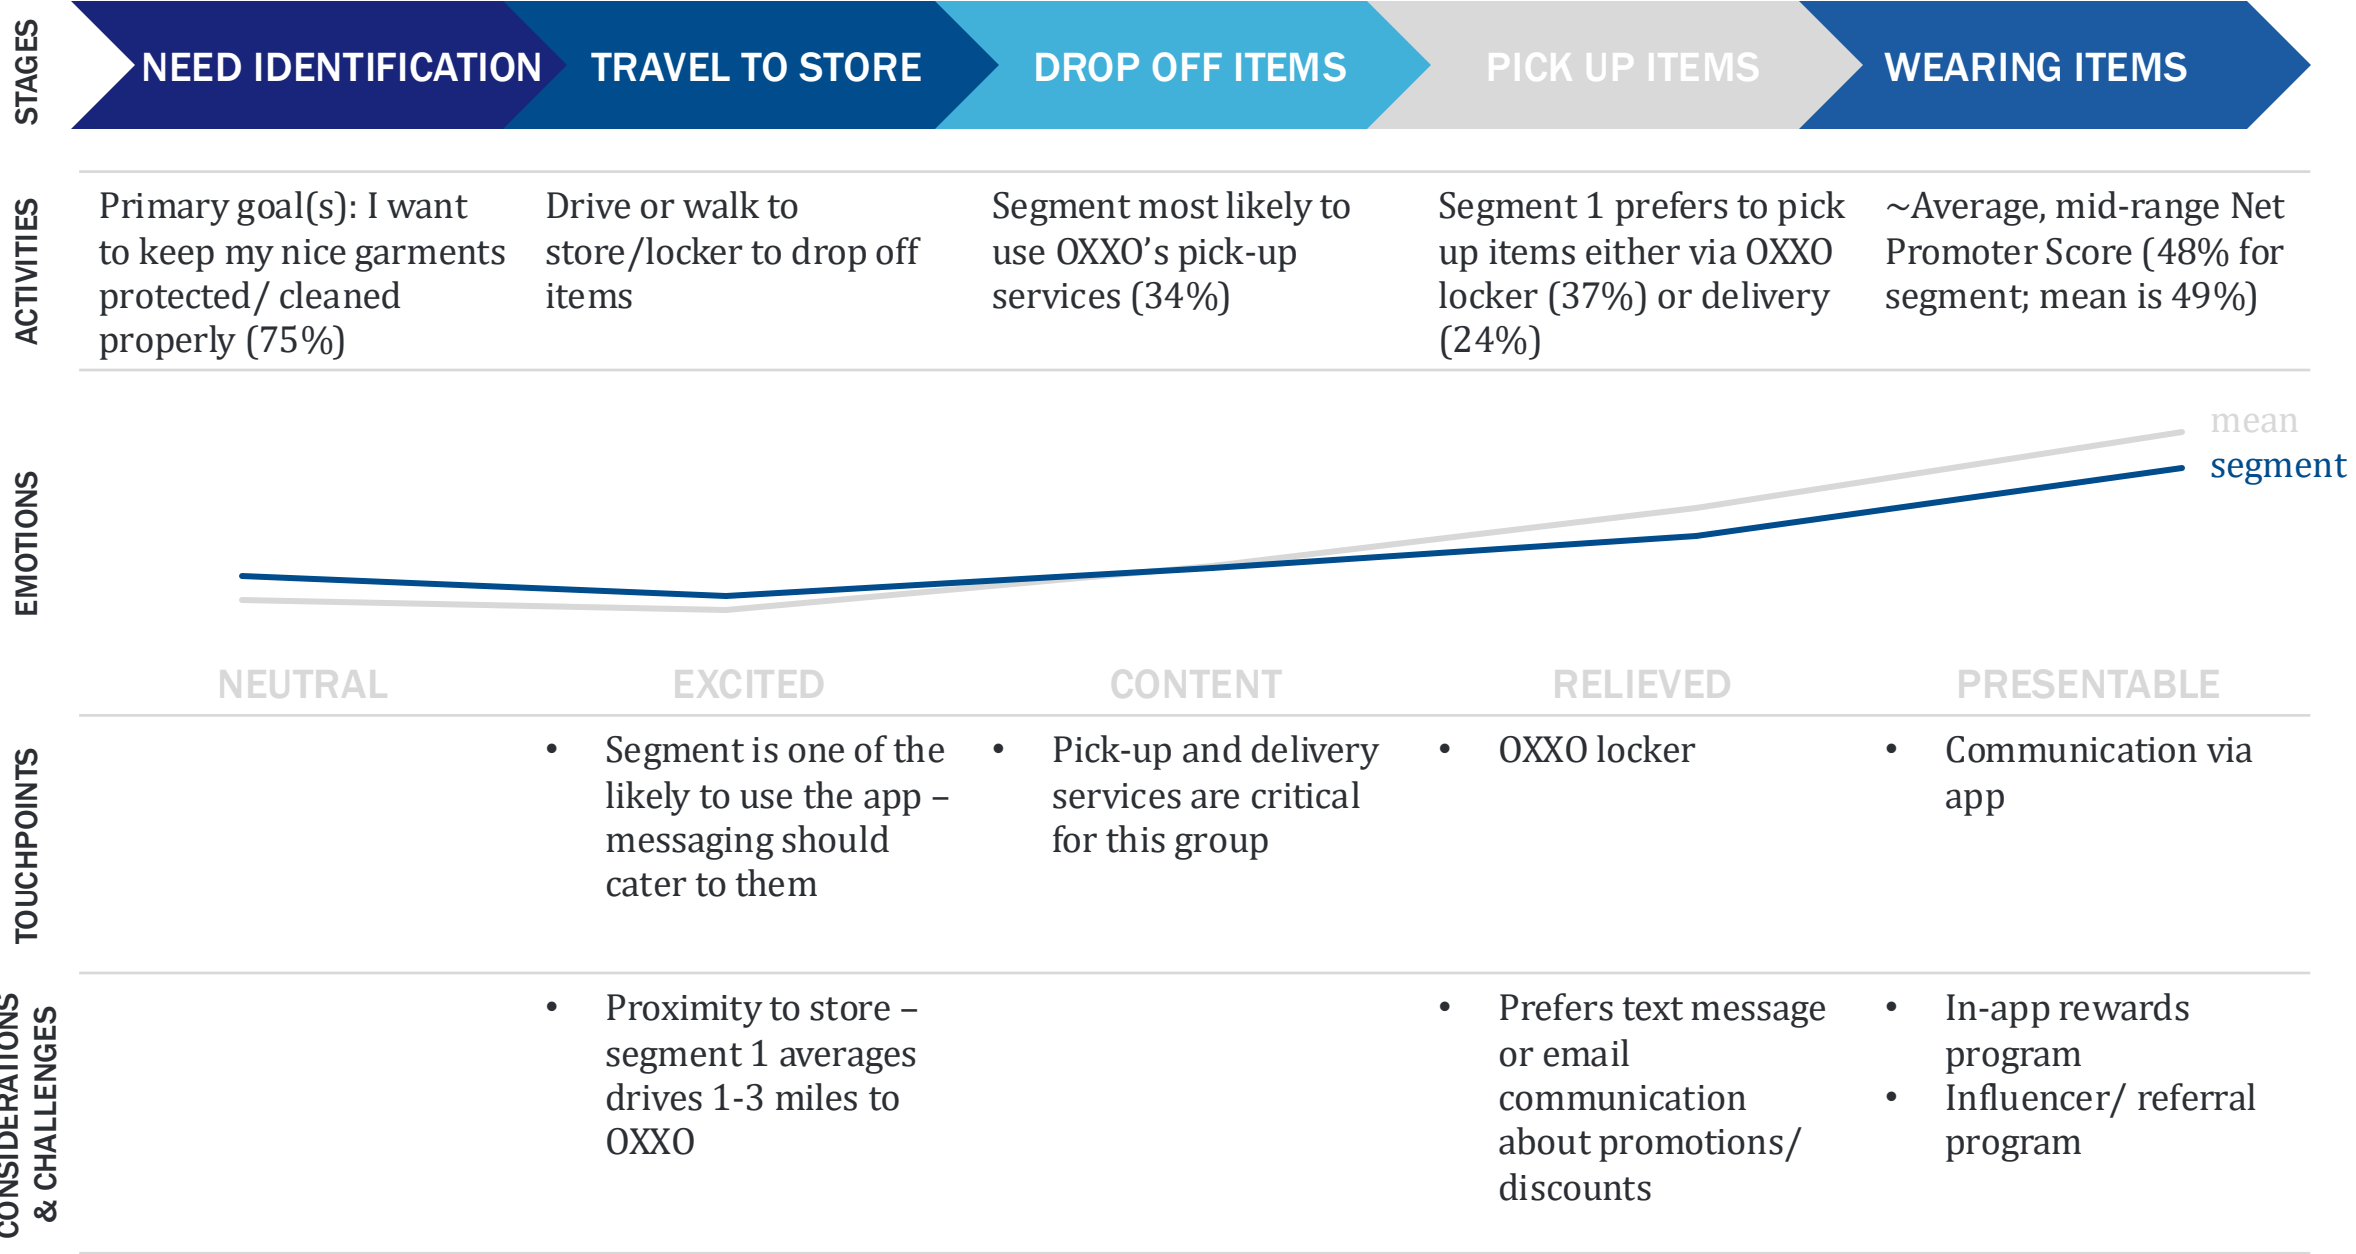 STAGES
NEED IDENTIFICATION
TRAVEL TO STORE
DROP OFF ITEMS
PICK UP ITEMS
WEARING ITEMS
ACTIVITIES
Primary goal(s): I want
to keep my nice garments
protected/ cleaned
properly (75%)
Drive or walk to
store/locker to drop off
items
Segment most likely to
use OXXO’s pick-up
services (34%)
Segment 1 prefers to pick
up items either via OXXO
locker (37%) or delivery
(24%)
~Average, mid-range Net
Promoter Score (48% for
segment; mean is 49%)
EMOTIONS
mean
segment
NEUTRAL
EXCITED
CONTENT
RELIEVED
PRESENTABLE
TOUCHPOINTS
• Segment is one of the
likely to use the app –
messaging should
cater to them
• Pick-up and delivery
services are critical
for this group
• OXXO locker
• Communication via
app
CONSIDERATIONS
& CHALLENGES
• Proximity to store –
segment 1 averages
drives 1-3 miles to
OXXO
• Prefers text message
or email
communication
about promotions/
discounts
• In-app rewards
program
• Influencer/ referral
program